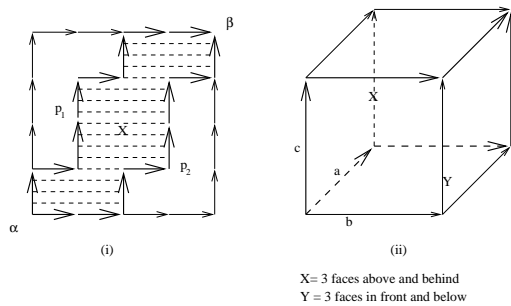 β
p1
X
p2
α
(i)
X
c
a
Y
b
(ii)
X= 3 faces above and behind
Y = 3 faces in front and below